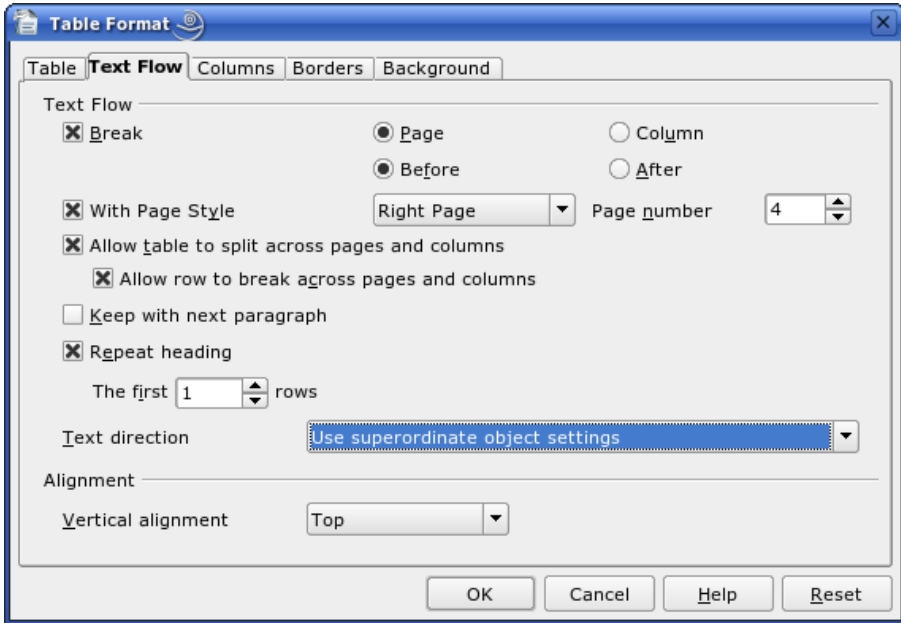 Table Format
Table Text Flow Columns Borders Background
Text Flow
Break Page Column
Before After
With Page Style Right Page Page number 4
Allow table to split across pages and columns
Allow row to break across pages and columns
Keep with next paragraph
Repeat heading
The first 1 rows
Text direction Use superordinate object settings
Alignment
Vertical alignment Top
OK Cancel Help Reset